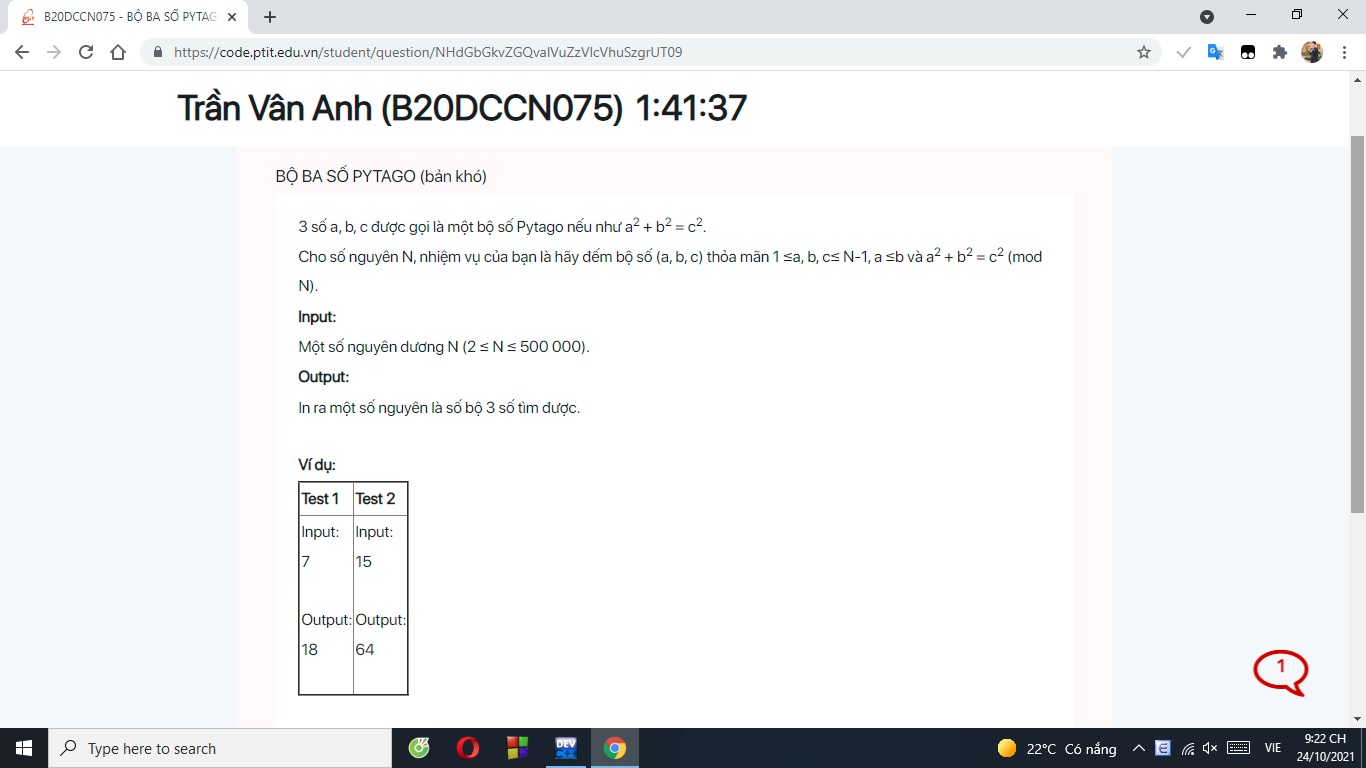 B20DCCN075 - BỘ BA SỐ PYTAG
https://code.ptit.edu.vn/student/question/NHdGbGkvZGQvalVuZzVIcVhuSzgrUT09
Trần Vân Anh (B20DCCN075) 1:41:37
BỘ BA SỐ PYTAGO (bản khó)
3 số a, b, c được gọi là một bộ số Pytago nếu như a² + b² = c².
Cho số nguyên N, nhiệm vụ của bạn là hãy đếm bộ số (a, b, c) thỏa mãn 1 ≤a, b, c≤ N-1, a ≤b và a² + b² = c² (mod
N).
Input:
Một số nguyên dương N (2 ≤ N ≤ 500 000).
Output:
In ra một số nguyên là số bộ 3 số tìm được.
Ví dụ:
Test 1 Test 2
Input: Input:
7 15
Output: Output:
18 64
1
Type here to search
DEV
22°C Có nắng
VIE
9:22 CH
24/10/2021